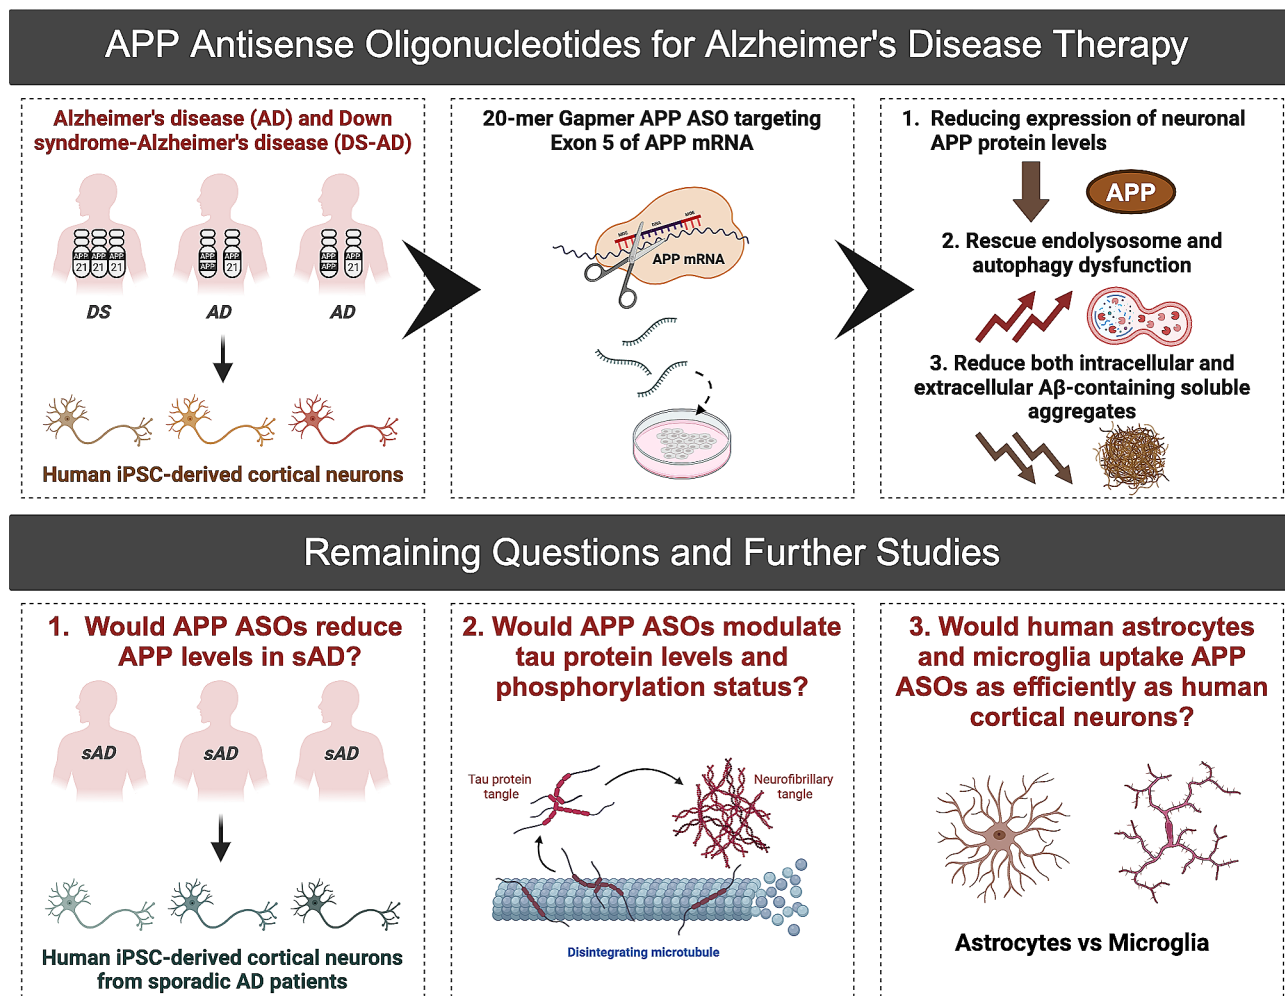 APP Antisense Oligonucleotides for Alzheimer's Disease Therapy
Alzheimer's disease (AD) and Down
syndrome-Alzheimer's disease (DS-AD)
APP APP APP
21 21 21
DS
APP APP
APP 21
AD
APP APP
APP 21
AD
Human iPSC-derived cortical neurons
20-mer Gapmer APP ASO targeting
Exon 5 of APP mRNA
MOE DNA MOE
APP mRNA
1. Reducing expression of neuronal
APP protein levels
APP
2. Rescue endolysosome and
autophagy dysfunction
3. Reduce both intracellular and
extracellular Aβ-containing soluble
aggregates
Remaining Questions and Further Studies
1. Would APP ASOs reduce
APP levels in sAD?
sAD
sAD
sAD
Human iPSC-derived cortical neurons
from sporadic AD patients
2. Would APP ASOs modulate
tau protein levels and
phosphorylation status?
Tau protein
tangle
Neurofibrillary
tangle
Disintegrating microtubule
3. Would human astrocytes
and microglia uptake APP
ASOs as efficiently as human
cortical neurons?
Astrocytes vs Microglia